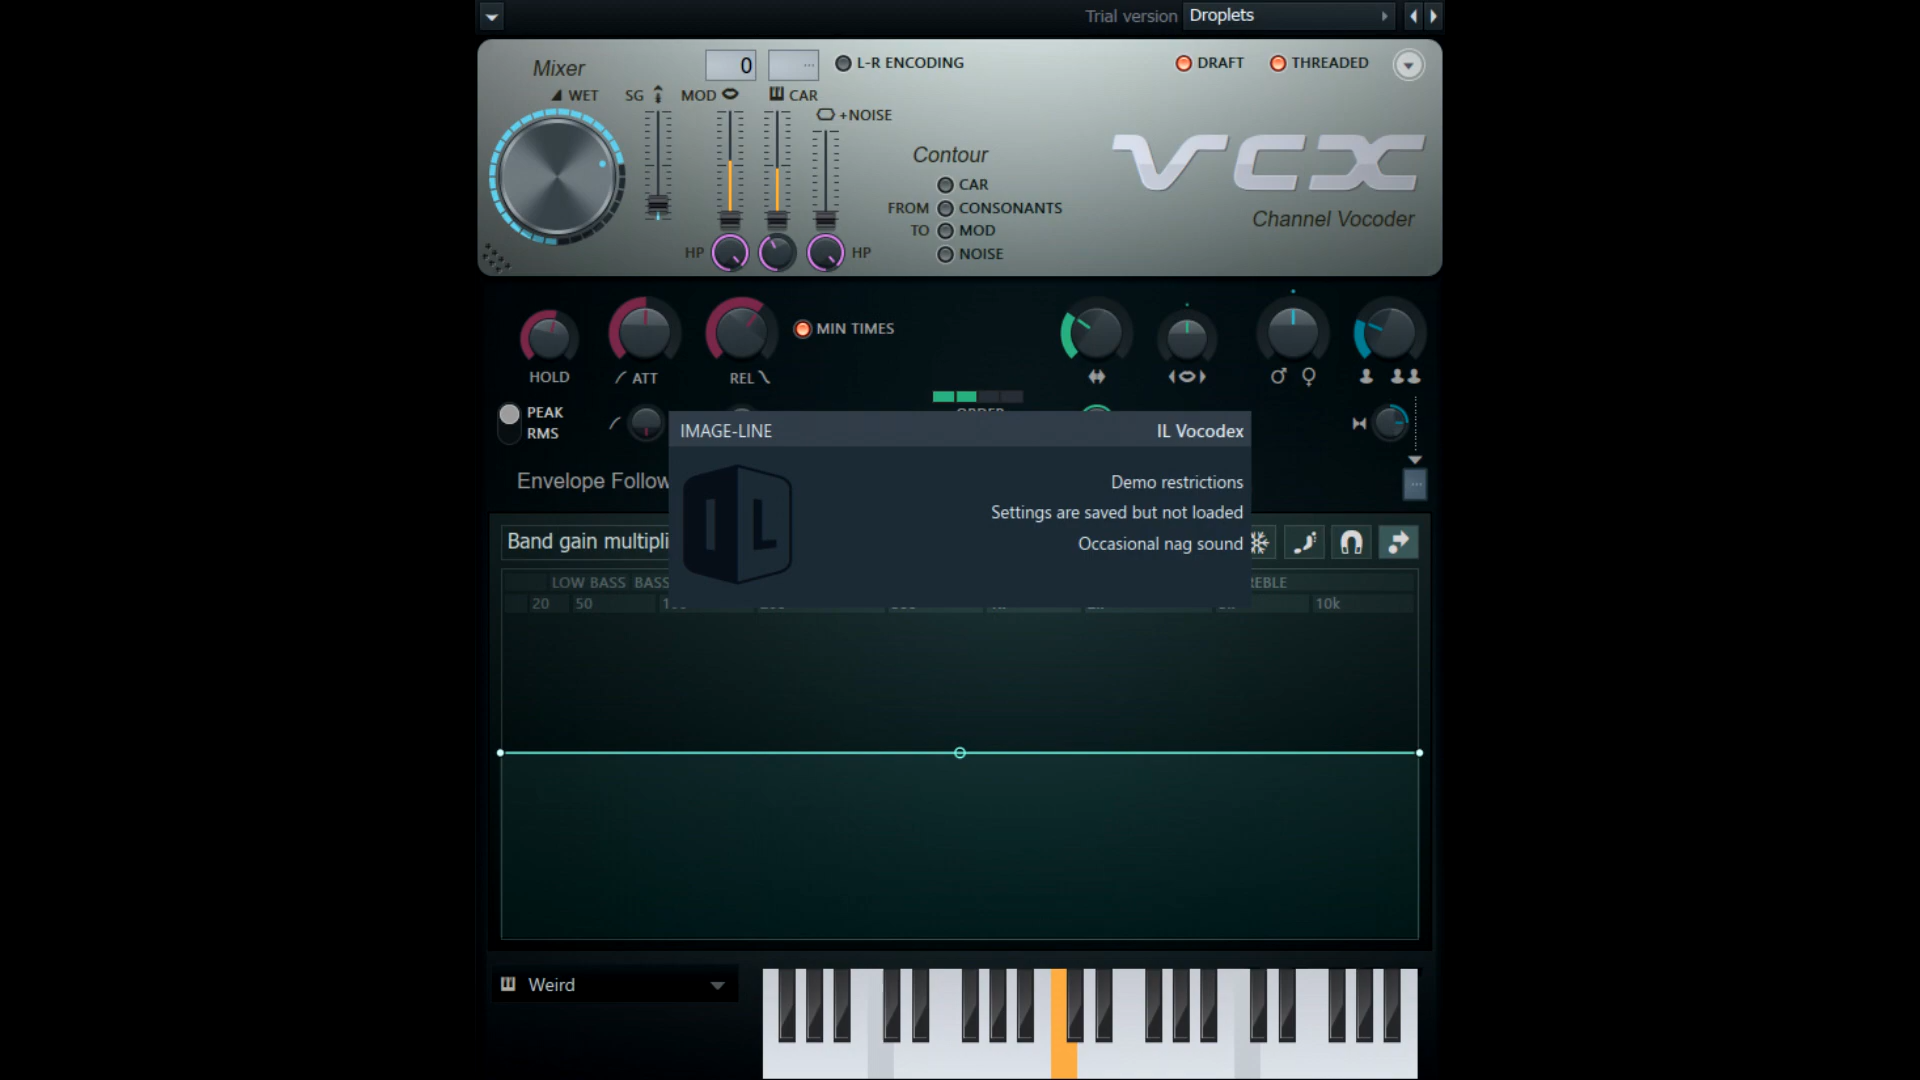 Trial version Droplets
Mixer 0 ... L-R ENCODING DRAFT THREADED
WET SG MOD CAR
+NOISE
Contour
CAR
FROM CONSONANTS
TO MOD
NOISE
HP HP
VCX
Channel Vocoder
MIN TIMES
HOLD ATT REL
PEAK
RMS
IMAGE-LINE IL Vocodex
IL
Demo restrictions
Settings are saved but not loaded
Occasional nag sound
Envelope Follow
...
Band gain multipli
LOW BASS BASS
20 50 10k
Weird